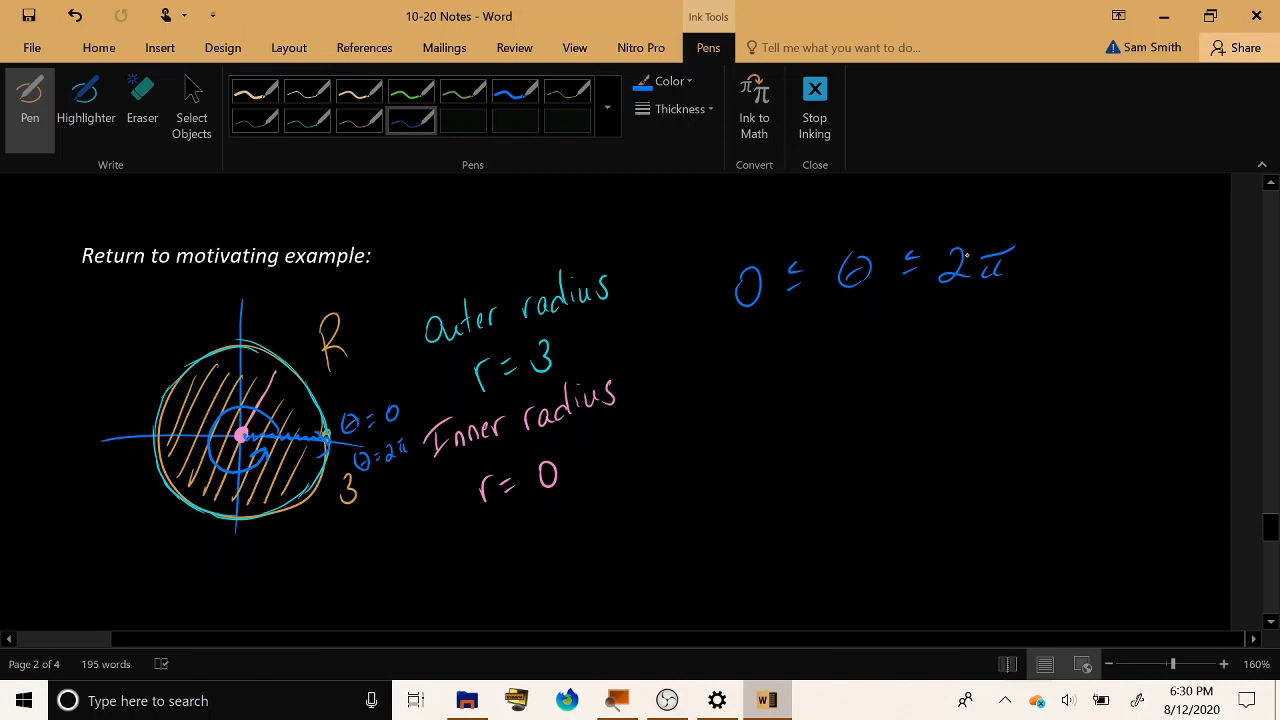 10-20 Notes - Word
Ink Tools
File Home Insert Design Layout References Mailings Review View Nitro Pro Pens Tell me what you want to do... Sam Smith Share
Pen Highlighter Eraser Select Objects
Color
Thickness
Ink to Math
Stop Inking
Write Pens Convert Close
Return to motivating example:
0 ≤ θ ≤ 2π
Outer radius
R
r = 3
Inner radius
θ = 0
θ = 2π
r = 0
3
Page 2 of 4 195 words 160%
Type here to search
6:30 PM
8/12/2020